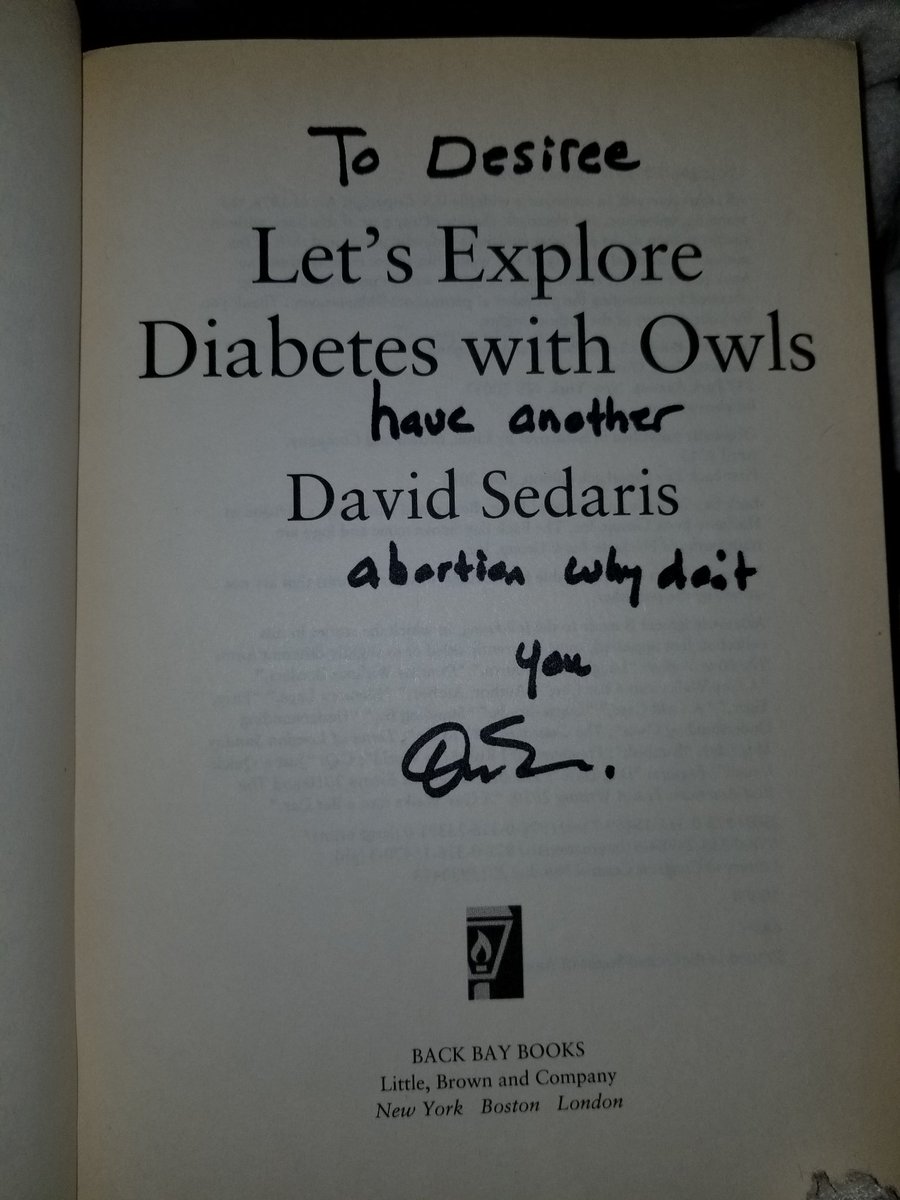 To Desiree
Let's Explore
Diabetes with Owls
have another
David Sedaris
abortion why don't
you
BACK BAY BOOKS
Little, Brown and Company
New York Boston London